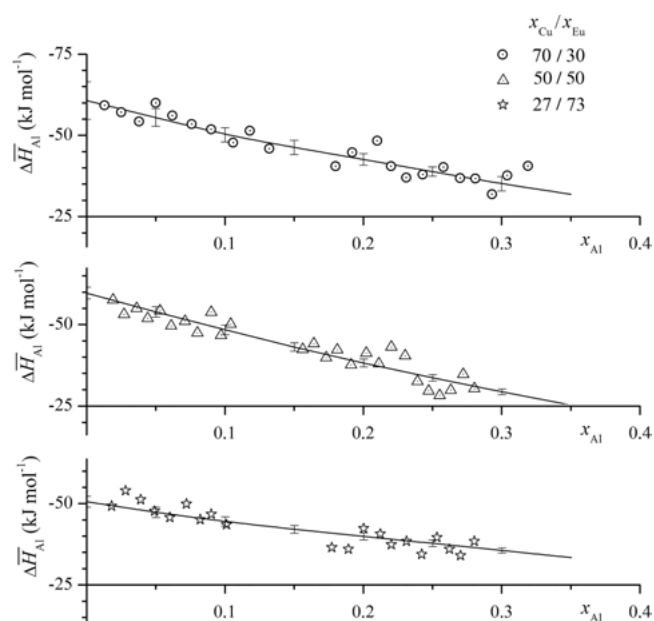 x_Cu/x_Eu
70 / 30
50 / 50
27 / 73
-75
-50
-25
ΔH̅_Al (kJ mol⁻¹)
0.1
0.2
0.3
x_Al
0.4
-50
-25
ΔH̅_Al (kJ mol⁻¹)
0.1
0.2
0.3
x_Al
0.4
-50
-25
ΔH̅_Al (kJ mol⁻¹)
0.1
0.2
0.3
x_Al
0.4